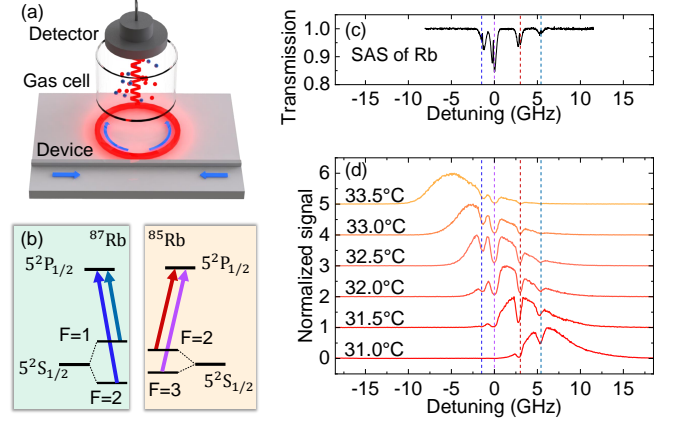 (a)
Detector
Gas cell
Device
(b)
⁸⁷Rb
⁸⁵Rb
5²P₁/₂
5²P₁/₂
F=1
F=2
5²S₁/₂
5²S₁/₂
F=2
F=3
(c)
SAS of Rb
Transmission
1.0
0.9
0.8
-15 -10 -5 0 5 10 15
Detuning (GHz)
(d)
Normalized signal
6
5
4
3
2
1
0
33.5°C
33.0°C
32.5°C
32.0°C
31.5°C
31.0°C
-15 -10 -5 0 5 10 15
Detuning (GHz)